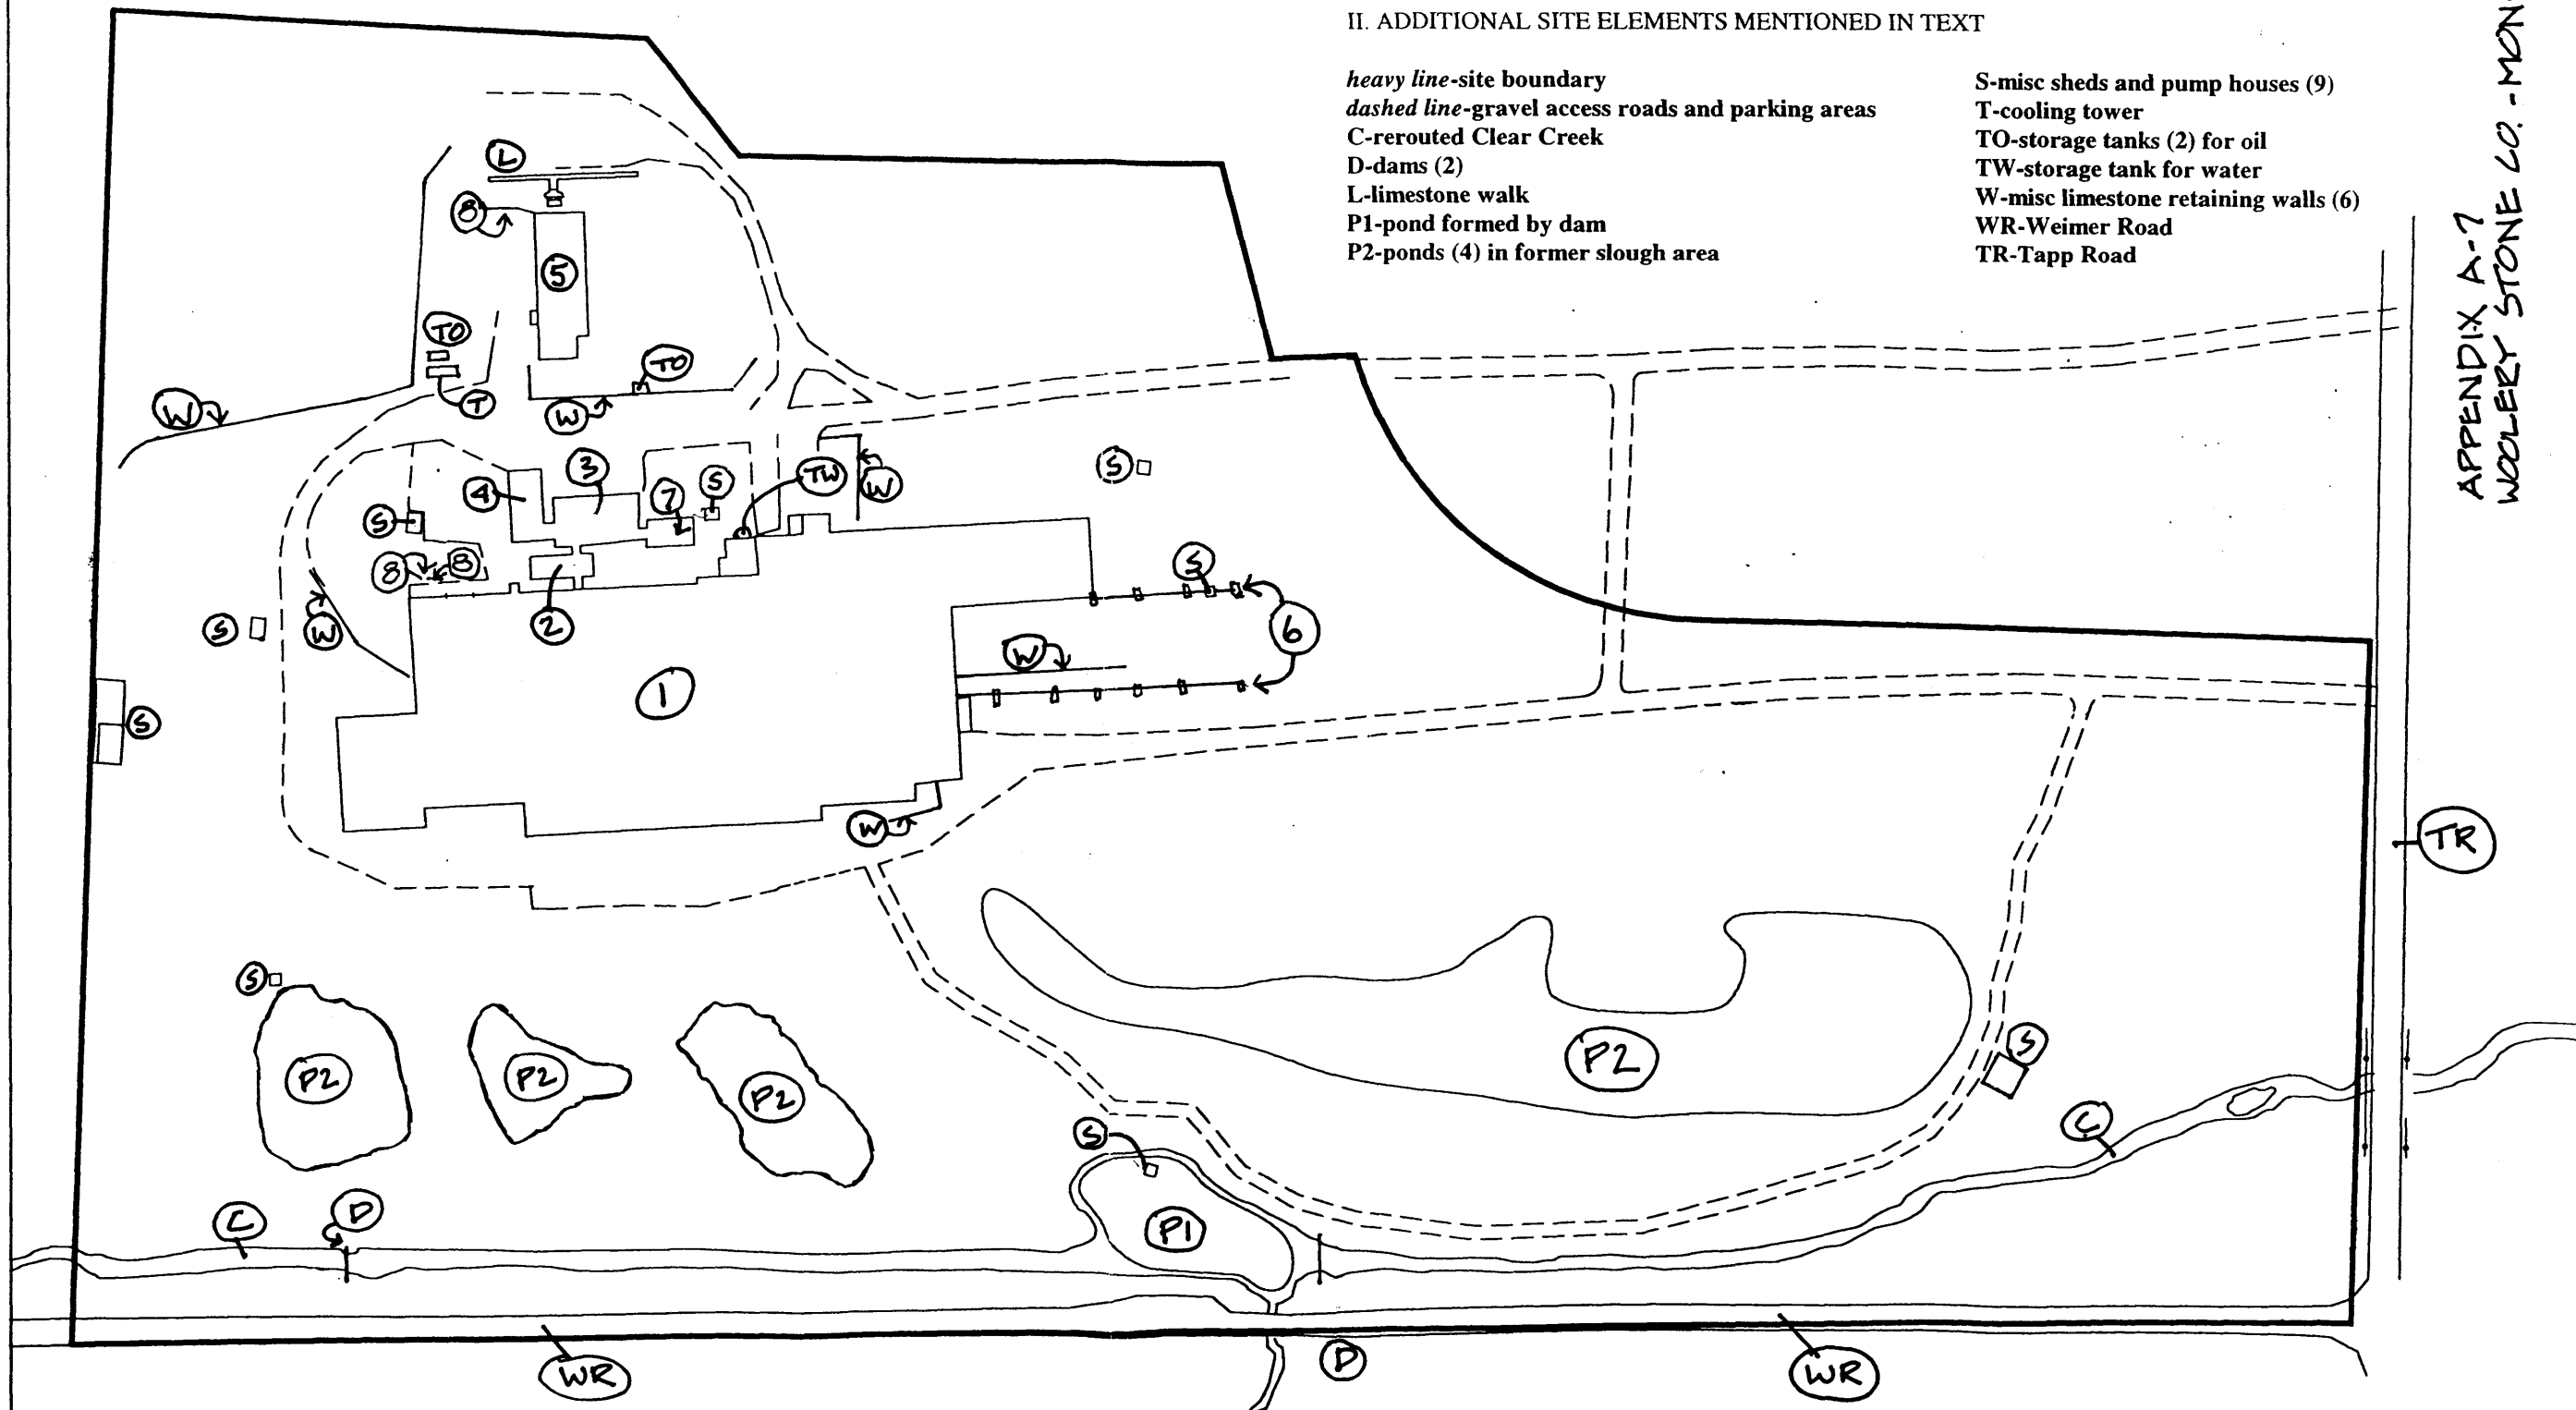 II. ADDITIONAL SITE ELEMENTS MENTIONED IN TEXT
heavy line-site boundary
dashed line-gravel access roads and parking areas
C-rerouted Clear Creek
D-dams (2)
L-limestone walk
P1-pond formed by dam
P2-ponds (4) in former slough area
S-misc sheds and pump houses (9)
T-cooling tower
TO-storage tanks (2) for oil
TW-storage tank for water
W-misc limestone retaining walls (6)
WR-Weimer Road
TR-Tapp Road
APPENDIX A-7
WOOLERY STONE CO. - MON
L
8
5
TO
TO
T
W
W
3
4
7
S
TW
W
S
S
8
8
S
W
2
S
6
W
1
S
W
TR
S
P2
P2
P2
P2
S
S
C
P1
C
D
WR
D
WR